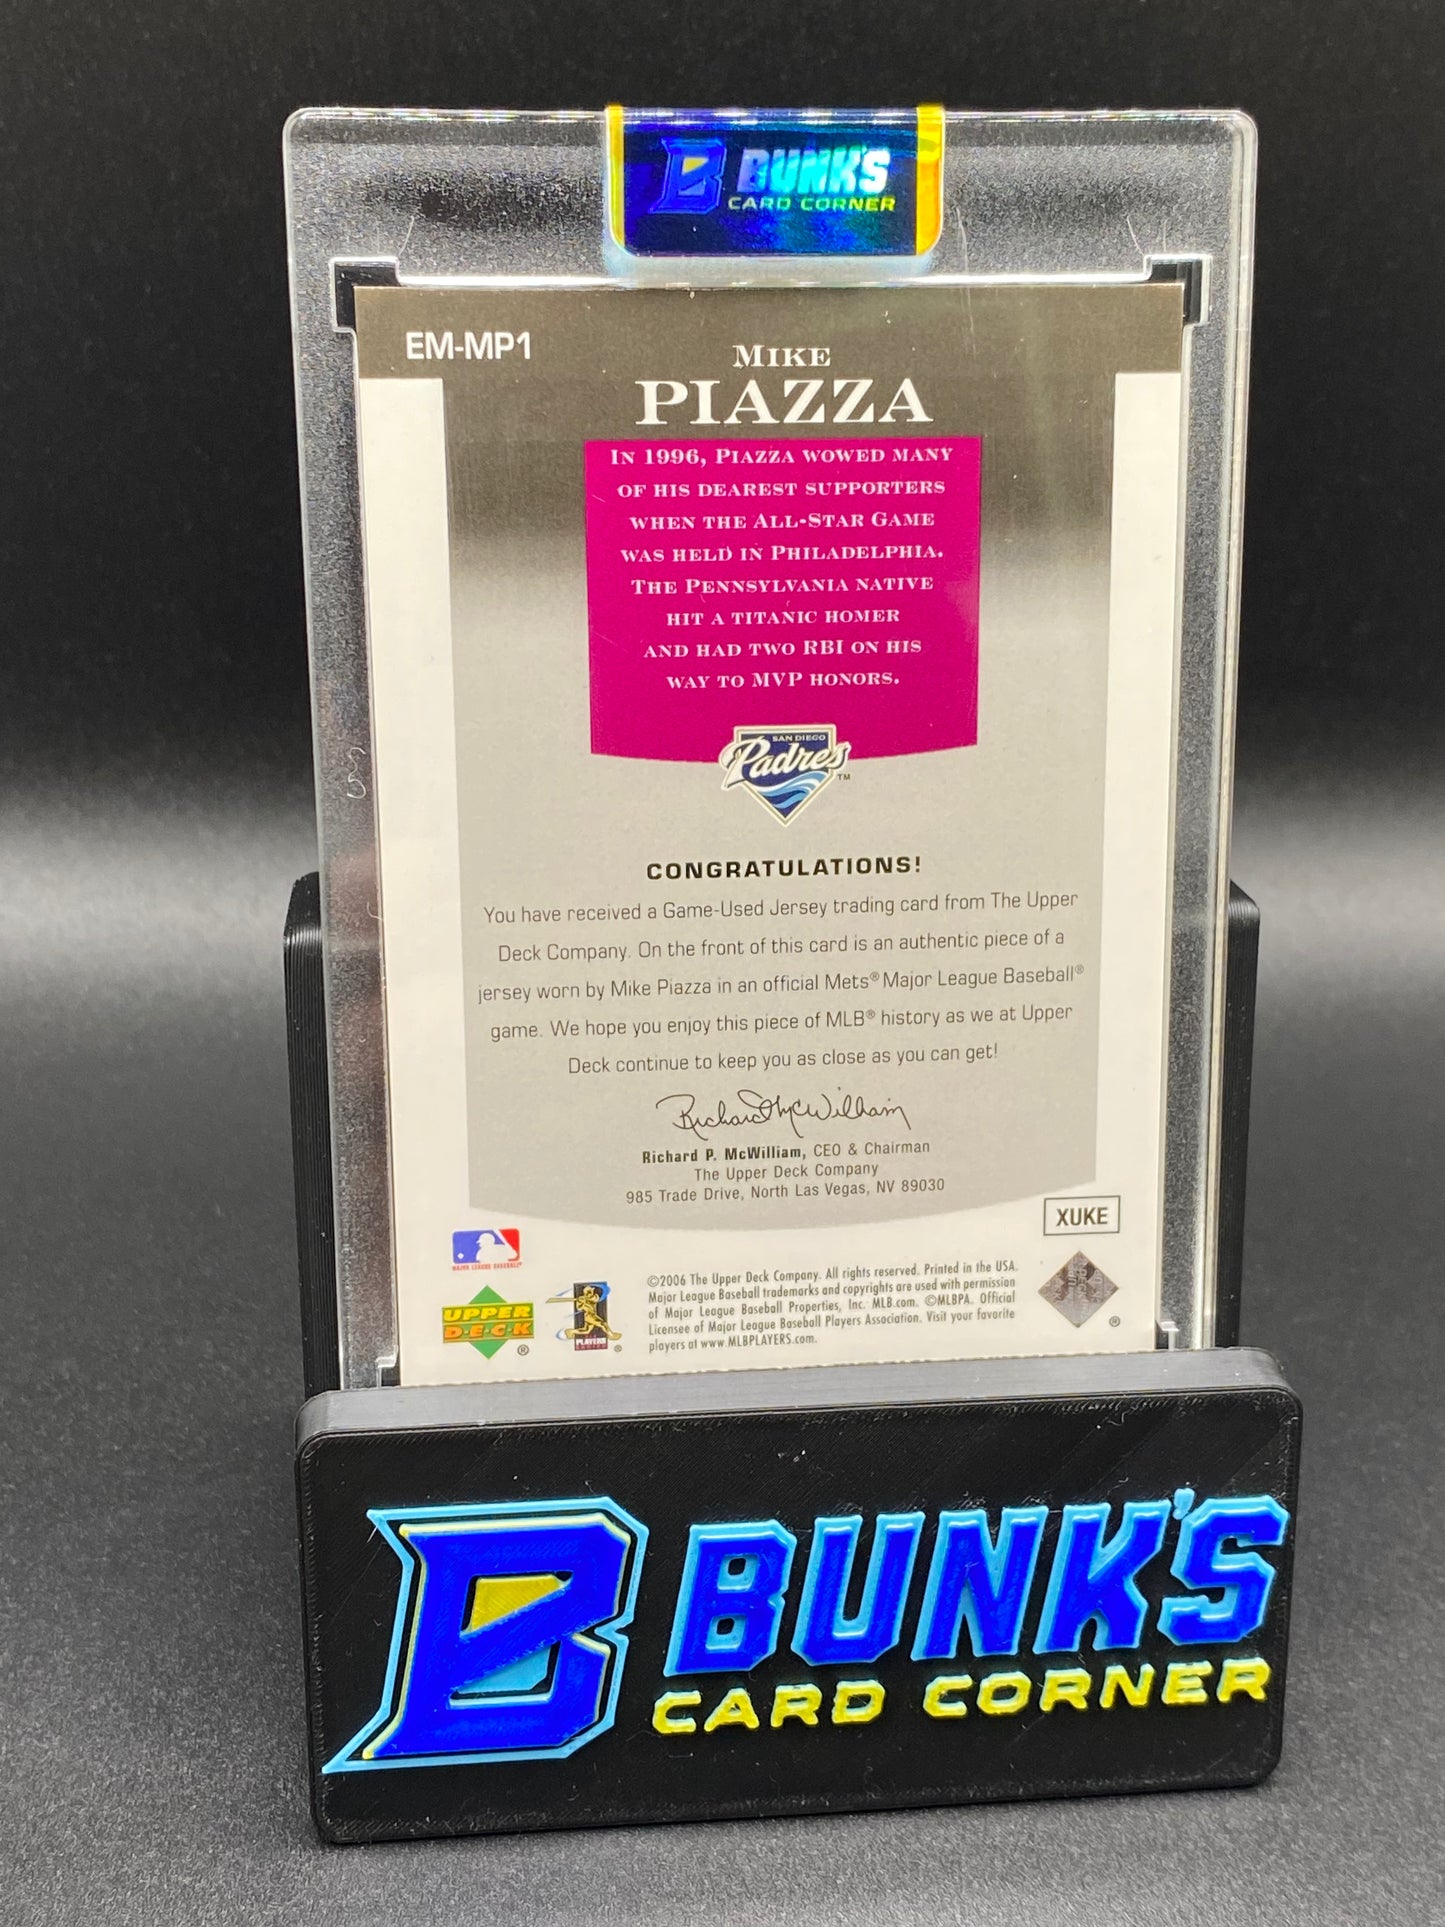 BUNK'S
CARD CORNER
EM-MP1
MIKE
PIAZZA
IN 1996, PIAZZA WOWED MANY
OF HIS DEAREST SUPPORTERS
WHEN THE ALL-STAR GAME
WAS HELD IN PHILADELPHIA.
THE PENNSYLVANIA NATIVE
HIT A TITANIC HOMER
AND HAD TWO RBI ON HIS
WAY TO MVP HONORS.
SAN DIEGO
Padres™
CONGRATULATIONS!
You have received a Game-Used Jersey trading card from The Upper
Deck Company. On the front of this card is an authentic piece of a
jersey worn by Mike Piazza in an official Mets® Major League Baseball®
game. We hope you enjoy this piece of MLB® history as we at Upper
Deck continue to keep you as close as you can get!
Richard McWilliam
Richard P. McWilliam, CEO & Chairman
The Upper Deck Company
985 Trade Drive, North Las Vegas, NV 89030
XUKE
MAJOR LEAGUE BASEBALL
UPPER
DECK®
PLAYERS
CHOICE®
©2006 The Upper Deck Company. All rights reserved. Printed in the USA.
Major League Baseball trademarks and copyrights are used with permission
of Major League Baseball Properties, Inc. MLB.com. ©MLBPA. Official
Licensee of Major League Baseball Players Association. Visit your favorite
players at www.MLBPLAYERS.com.
®
B BUNK'S
CARD CORNER